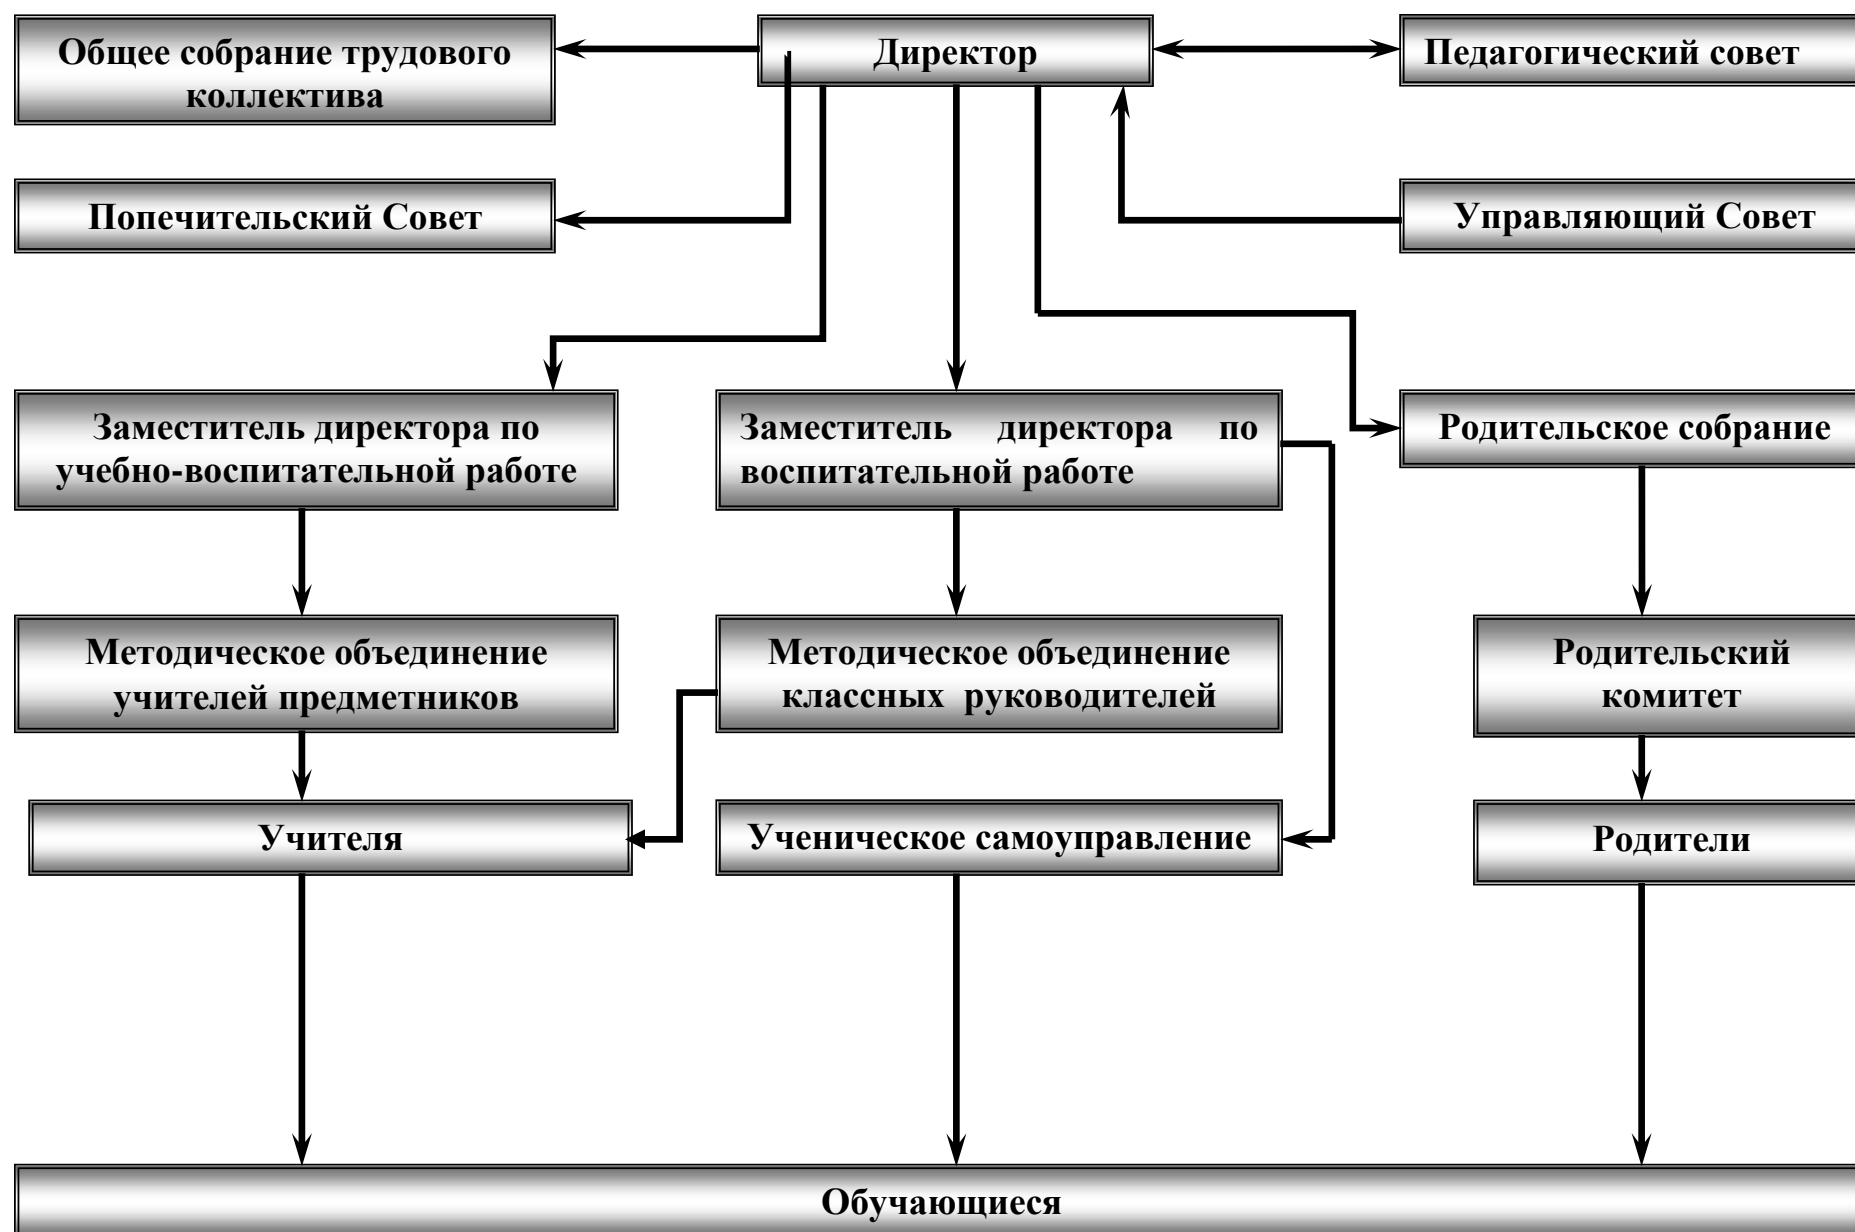 Общее собрание трудового
коллектива
Директор
Педагогический совет
Попечительский Совет
Управляющий Совет
Заместитель директора по
учебно-воспитательной работе
Заместитель директора по
воспитательной работе
Родительское собрание
Методическое объединение
учителей предметников
Методическое объединение
классных руководителей
Родительский
комитет
Учителя
Ученическое самоуправление
Родители
Обучающиеся